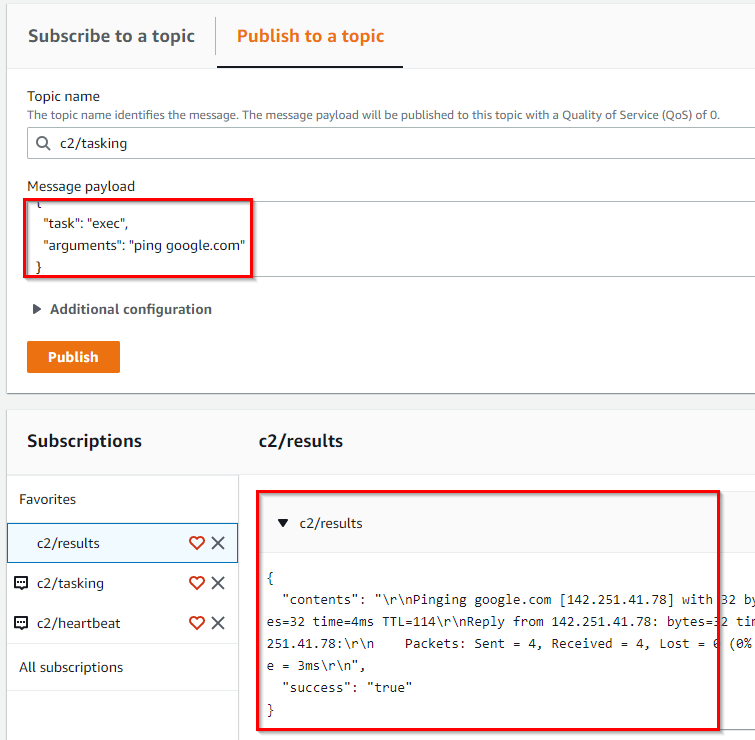 Subscribe to a topic
Publish to a topic
Topic name
The topic name identifies the message. The message payload will be published to this topic with a Quality of Service (QoS) of 0.
c2/tasking
Message payload
{
"task": "exec",
"arguments": "ping google.com"
}
Additional configuration
Publish
Subscriptions
c2/results
Favorites
c2/results
c2/tasking
c2/heartbeat
All subscriptions
c2/results
{
"contents": "\r\nPinging google.com [142.251.41.78] with 32 by
es=32 time=4ms TTL=114\r\nReply from 142.251.41.78: bytes=32 tim
251.41.78:\r\n    Packets: Sent = 4, Received = 4, Lost = 0 (0%
e = 3ms\r\n",
"success": "true"
}